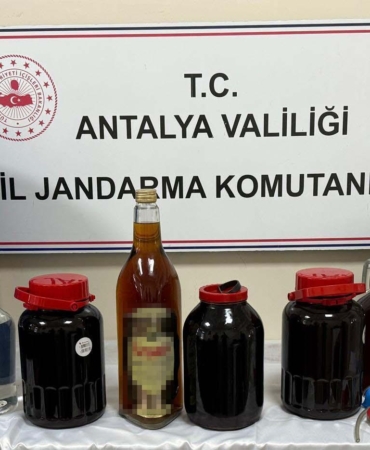 T.C.
ANTALYA VALİLİĞİ
İL JANDARMA KOMUTAN